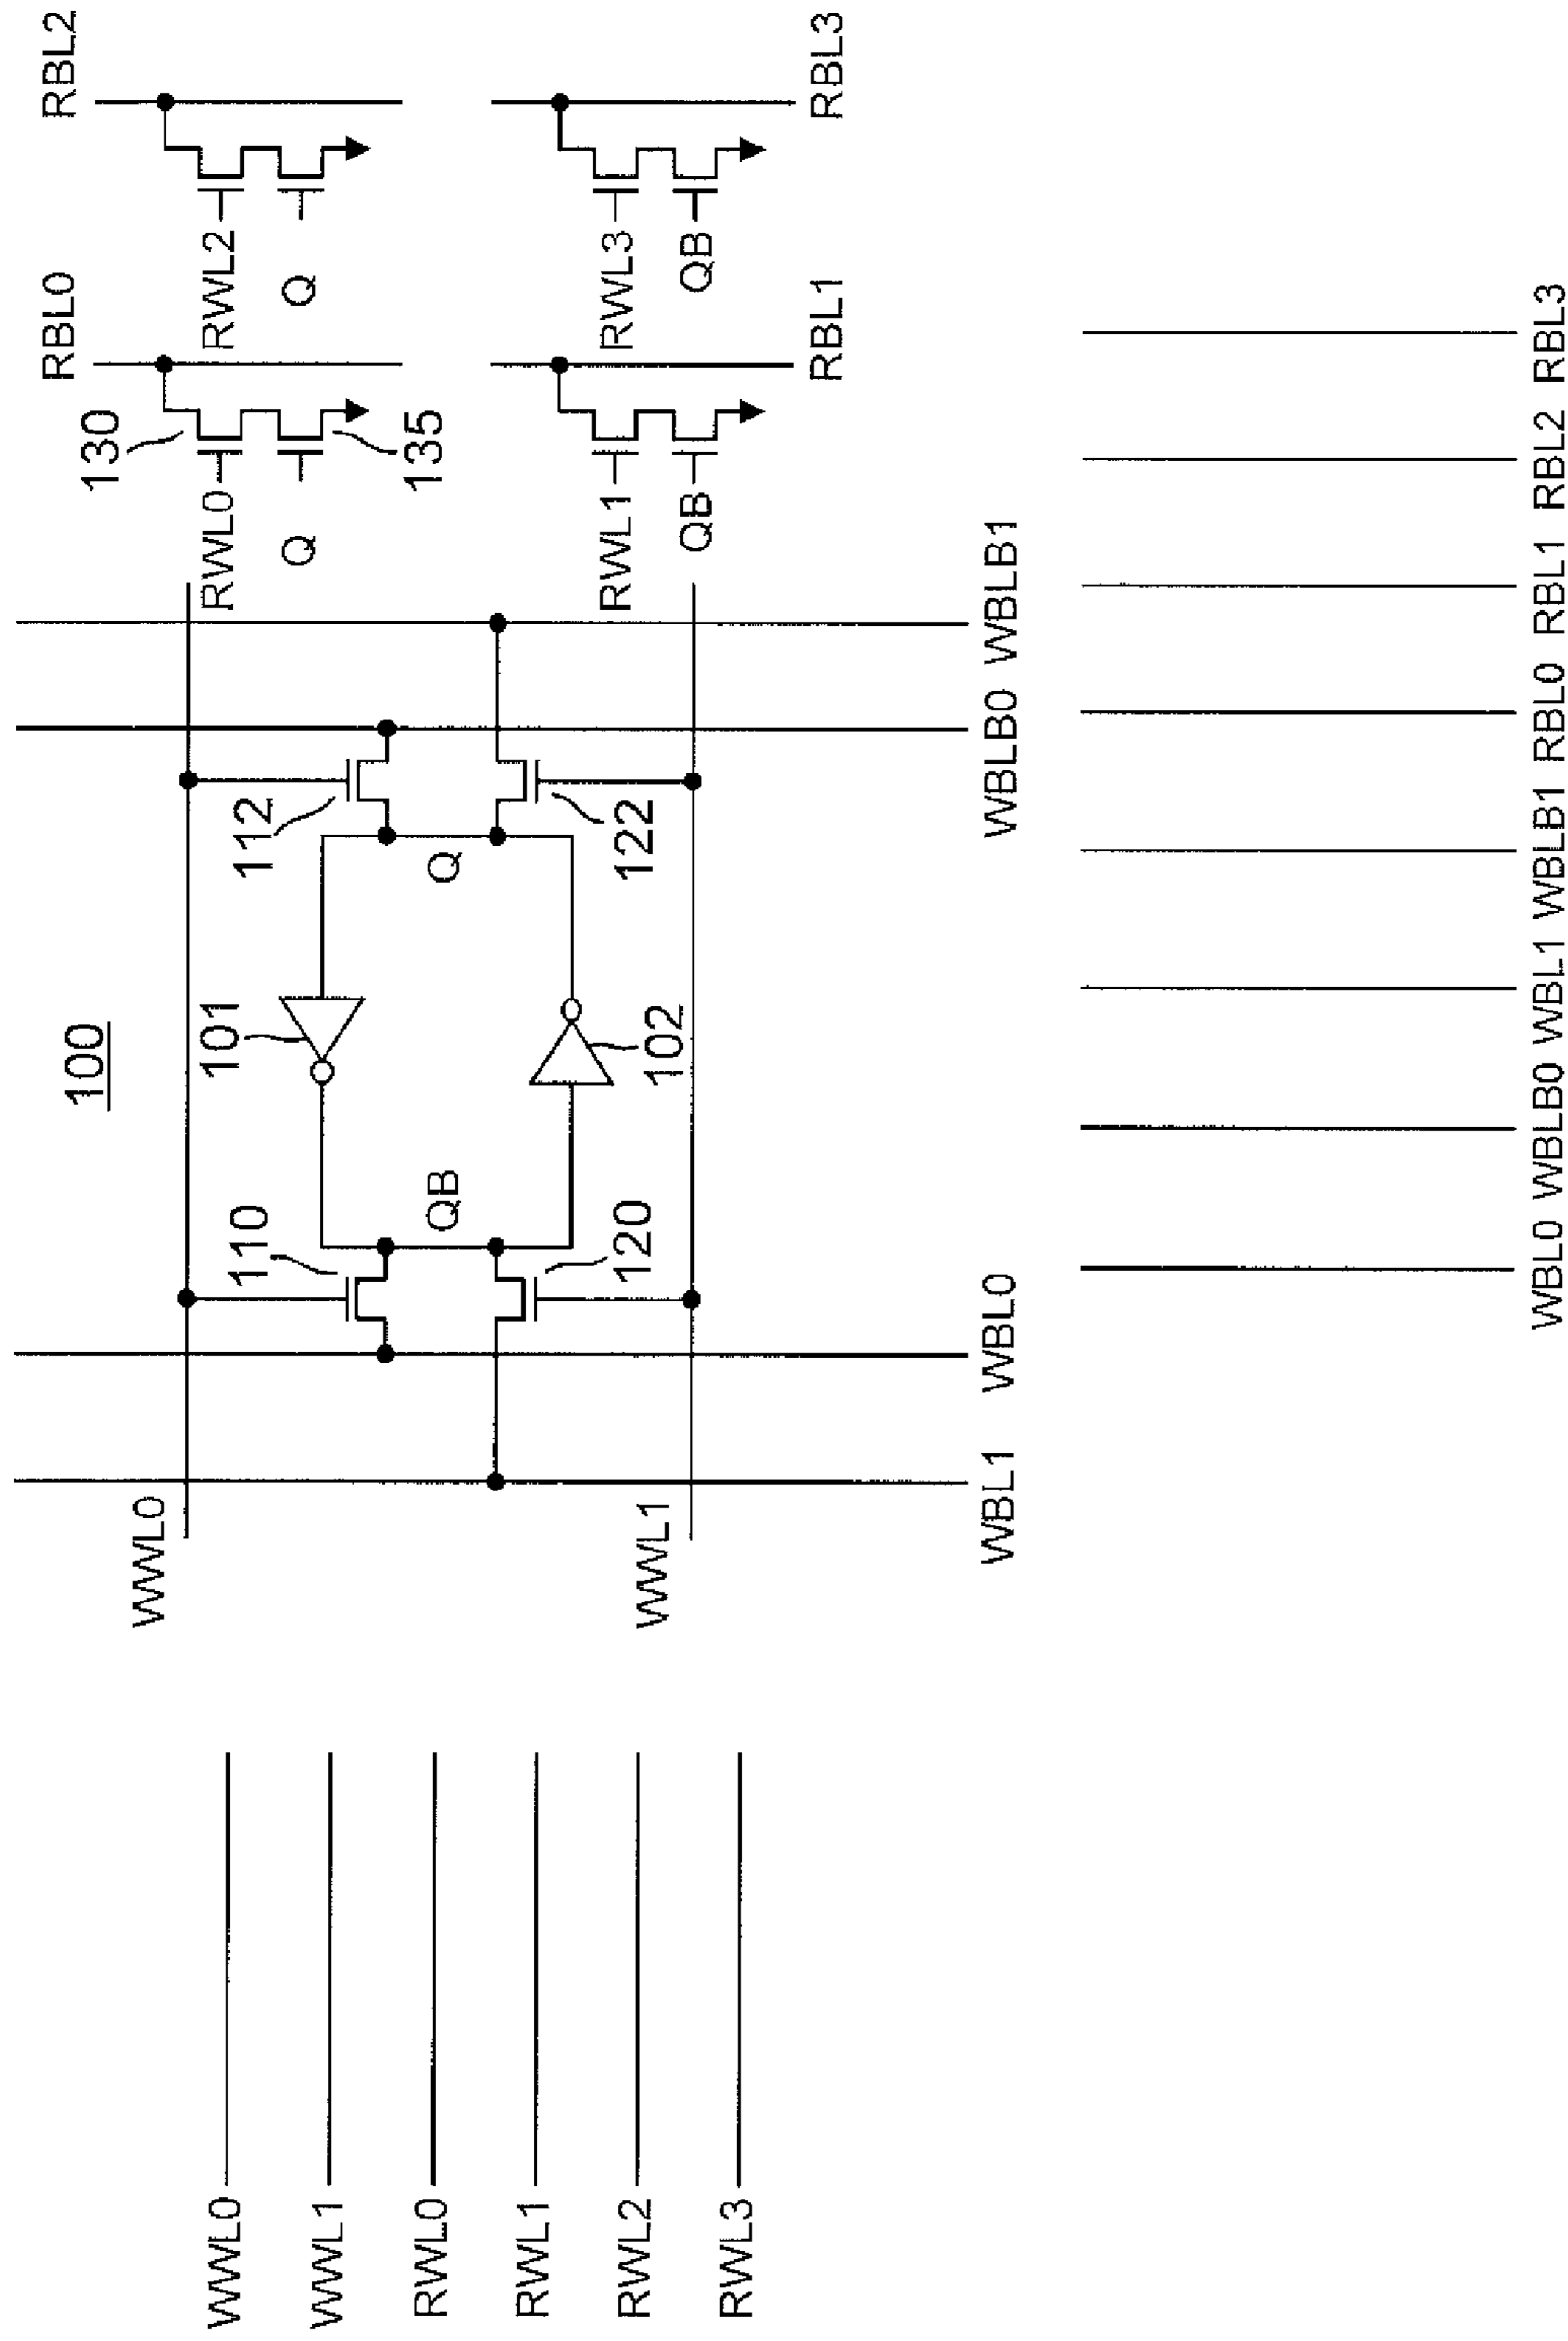 RBL0 RBL2
100
130
WWL0
WWL0 110 101 112 RWL0 RWL2
Q Q
WWL1
RWL0 QB Q 135
RWL1
RWL2 WWL1 120 102 122 RWL1 RWL3
QB QB
RWL3
RBL1 RBL3
WBL1 WBL0 WBLB0 WBLB1
WBL0 WBLB0 WBL1 WBLB1 RBL0 RBL1 RBL2 RBL3